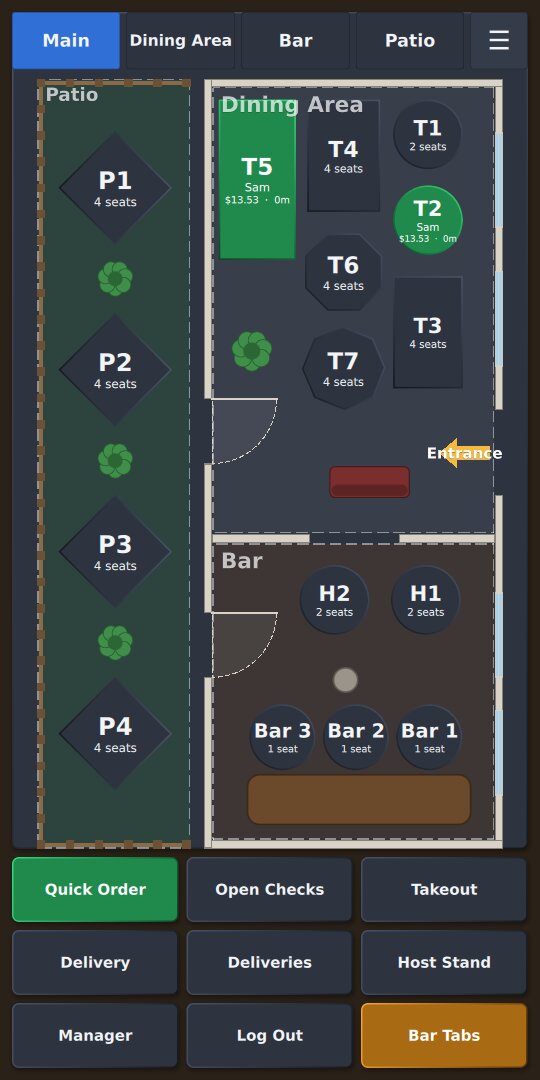 Main
Dining Area
Bar
Patio
☰
Patio
P1
4 seats
P2
4 seats
P3
4 seats
P4
4 seats
Dining Area
T5
Sam
$13.53 · 0m
T4
4 seats
T1
2 seats
T2
Sam
$13.53 · 0m
T6
4 seats
T3
4 seats
T7
4 seats
Entrance
Bar
H2
2 seats
H1
2 seats
Bar 3
1 seat
Bar 2
1 seat
Bar 1
1 seat
Quick Order
Open Checks
Takeout
Delivery
Deliveries
Host Stand
Manager
Log Out
Bar Tabs